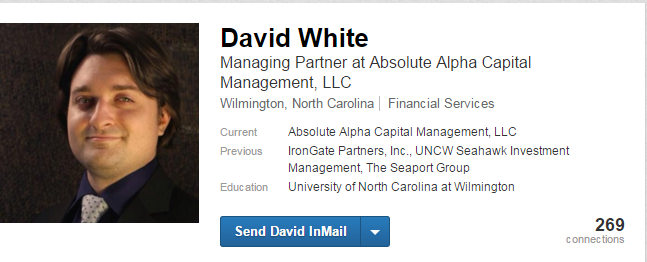 David White
Managing Partner at Absolute Alpha Capital
Management, LLC
Wilmington, North Carolina | Financial Services
Current Absolute Alpha Capital Management, LLC
Previous IronGate Partners, Inc., UNCW Seahawk Investment
Management, The Seaport Group
Education University of North Carolina at Wilmington
Send David InMail
269
connections